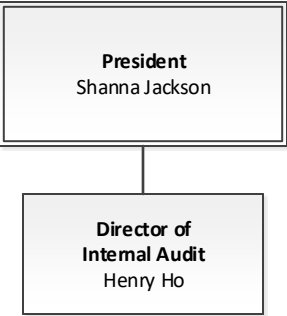 President
Shanna Jackson
Director of
Internal Audit
Henry Ho